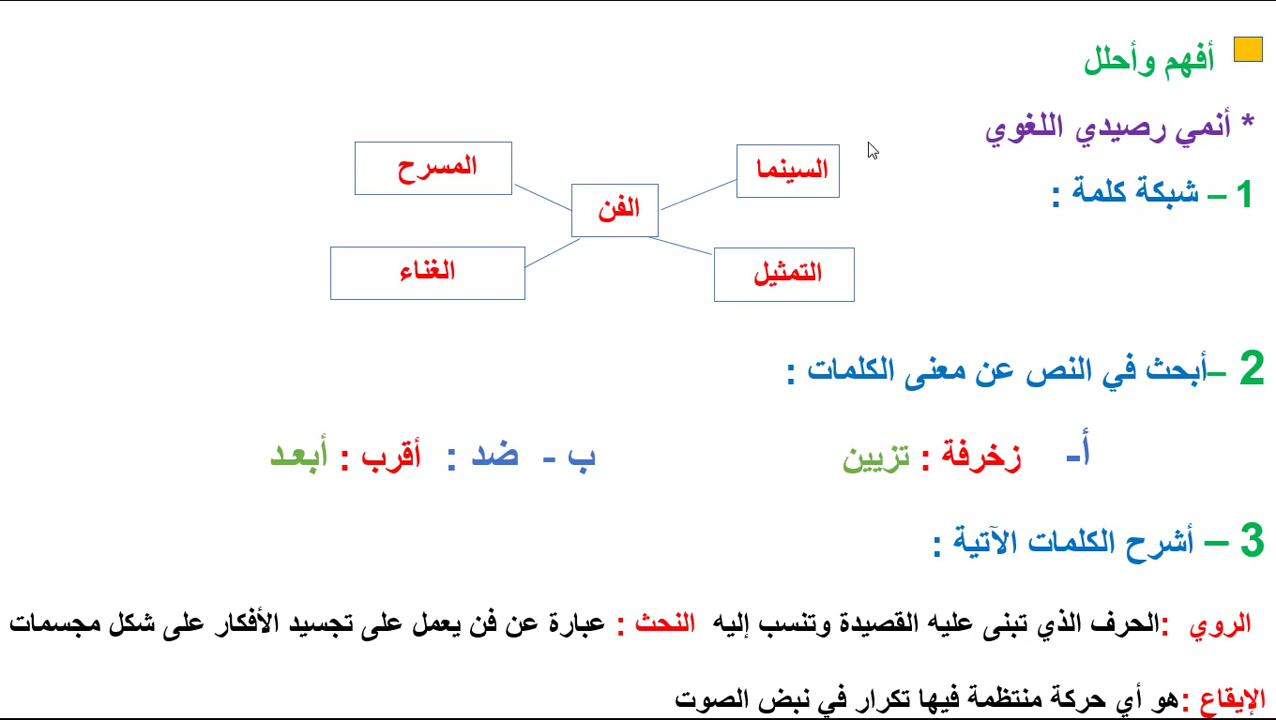 أفهم وأحلل
* أنمي رصيدي اللغوي
1 – شبكة كلمة :
السينما
المسرح
الفن
التمثيل
الغناء
2 –أبحث في النص عن معنى الكلمات :
أ- زخرفة : تزيين ب - ضد : أقرب : أبعـد
3 – أشرح الكلمات الآتية :
الروي :الحرف الذي تبنى عليه القصيدة وتنسب إليه النحث : عبارة عن فن يعمل على تجسيد الأفكار على شكل مجسمات
الإيقاع :هو أي حركة منتظمة فيها تكرار في نبض الصوت